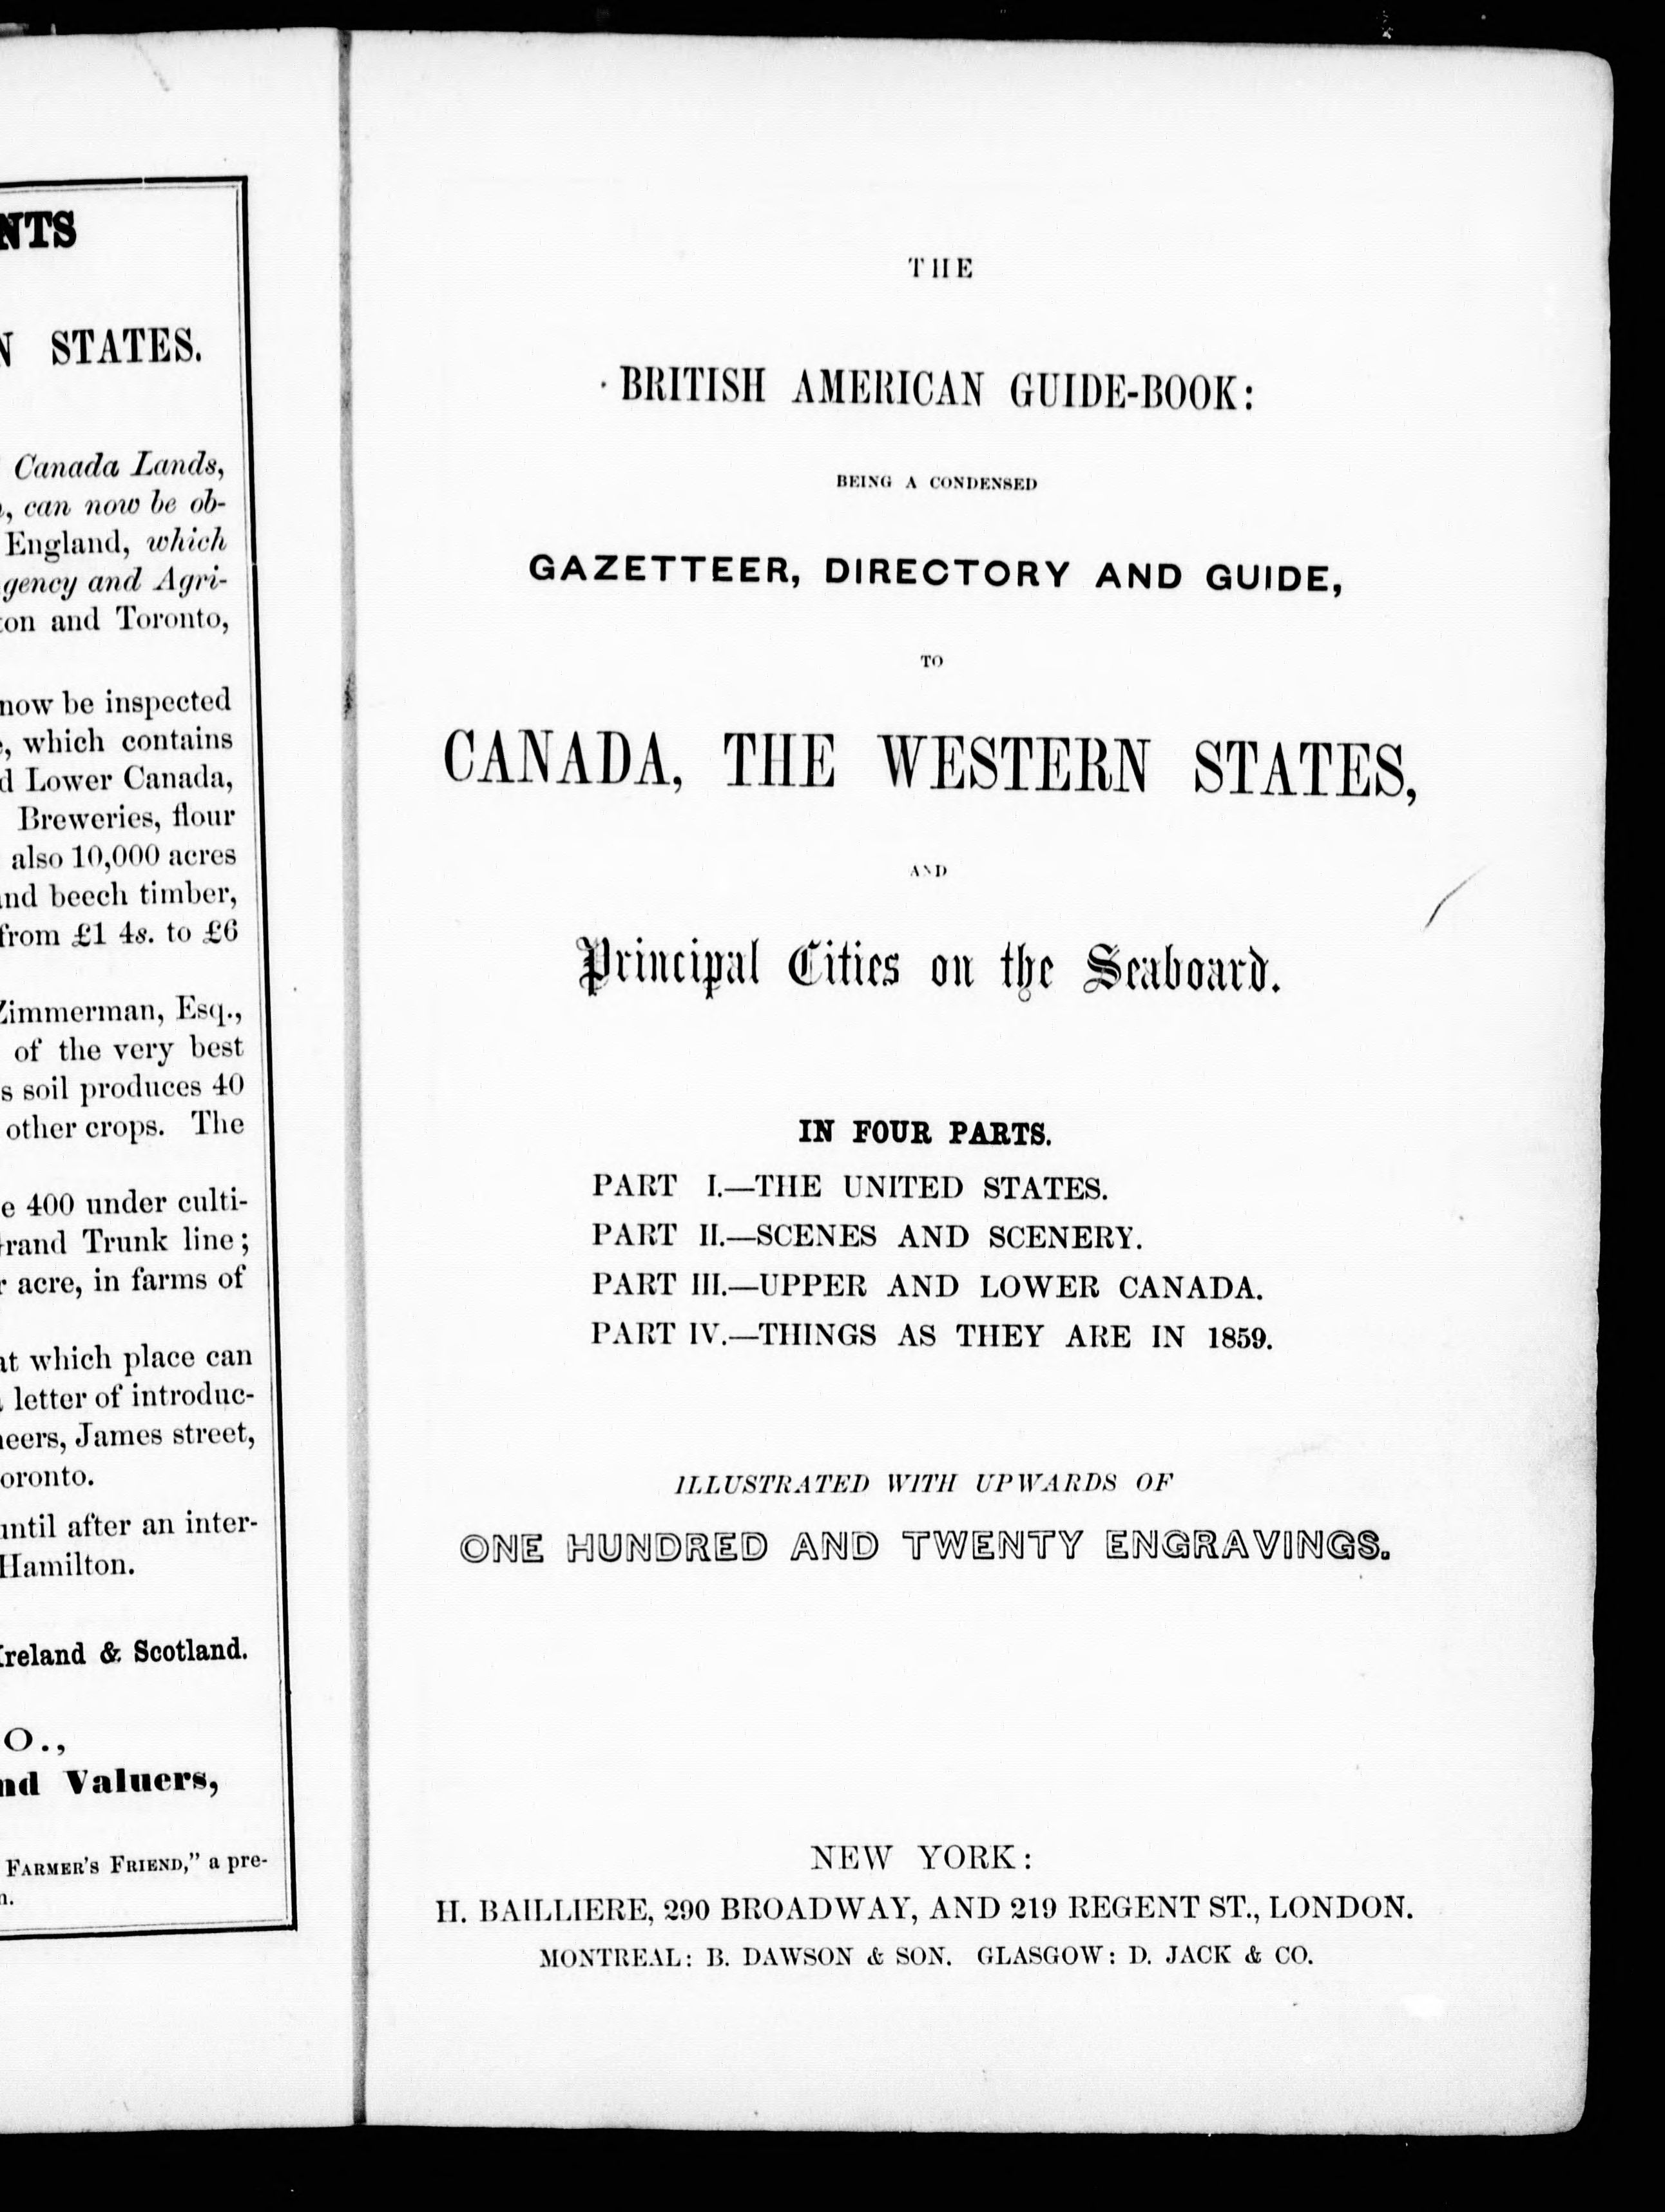 NTS
N STATES.
Canada Lands,
can now be ob-
England, which
gency and Agri-
ton and Toronto,
now be inspected
which contains
d Lower Canada,
Breweries, flour
also 10,000 acres
and beech timber,
from £1 4s. to £6
Zimmerman, Esq.,
of the very best
s soil produces 40
other crops. The
e 400 under culti-
rand Trunk line;
r acre, in farms of
at which place can
letter of introduc-
neers, James street,
oronto.
until after an inter-
Hamilton.
Ireland & Scotland.
O.,
nd Valuers,
FARMER'S FRIEND," a pre-
n.
THE
BRITISH AMERICAN GUIDE-BOOK:
BEING A CONDENSED
GAZETTEER, DIRECTORY AND GUIDE,
TO
CANADA, THE WESTERN STATES,
AND
Principal Cities on the Seaboard.
IN FOUR PARTS.
PART I.—THE UNITED STATES.
PART II.—SCENES AND SCENERY.
PART III.—UPPER AND LOWER CANADA.
PART IV.—THINGS AS THEY ARE IN 1859.
ILLUSTRATED WITH UPWARDS OF
ONE HUNDRED AND TWENTY ENGRAVINGS.
NEW YORK:
H. BAILLIERE, 290 BROADWAY, AND 219 REGENT ST., LONDON.
MONTREAL: B. DAWSON & SON. GLASGOW: D. JACK & CO.